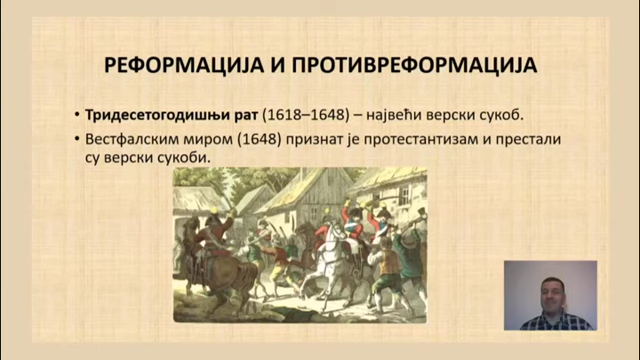 РЕФОРМАЦИЈА И ПРОТИВРЕФОРМАЦИЈА
• Тридесетогодишњи рат (1618–1648) – највећи верски сукоб.
• Вестфалским миром (1648) признат је протестантизам и престали
су верски сукоби.